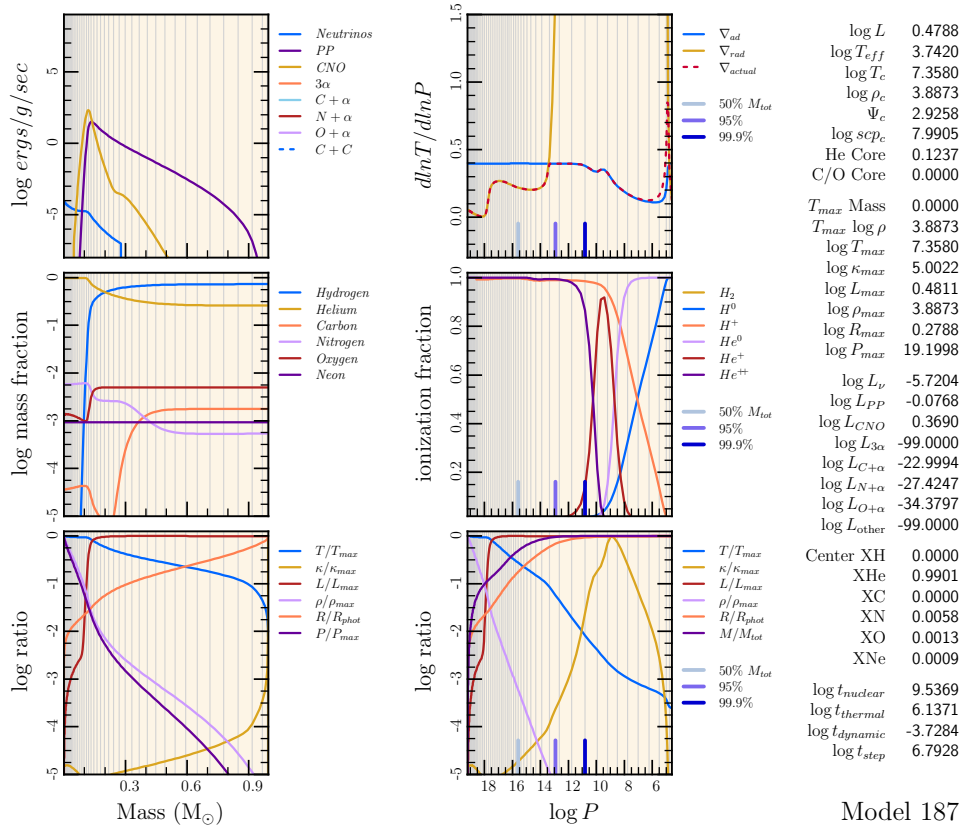 log ergs/g/sec
5
0
-5
Neutrinos
PP
CNO
3α
C + α
N + α
O + α
C + C
dlnT/dlnP
1.5
1.0
0.5
0.0
∇ad
∇rad
∇actual
50% Mtot
95%
99.9%
log mass fraction
0
-1
-2
-3
-4
-5
Hydrogen
Helium
Carbon
Nitrogen
Oxygen
Neon
ionization fraction
1.0
0.8
0.6
0.4
0.2
H2
H0
H+
He0
He+
He++
50% Mtot
95%
99.9%
log ratio
0
-1
-2
-3
-4
-5
0.3 0.6 0.9
Mass (M⊙)
T/Tmax
κ/κmax
L/Lmax
ρ/ρmax
R/Rphot
P/Pmax
log ratio
0
-1
-2
-3
-4
-5
18 16 14 12 10 8 6
log P
T/Tmax
κ/κmax
L/Lmax
ρ/ρmax
R/Rphot
M/Mtot
50% Mtot
95%
99.9%
log L 0.4788
log Teff 3.7420
log Tc 7.3580
log ρc 3.8873
Ψc 2.9258
log scpc 7.9905
He Core 0.1237
C/O Core 0.0000
Tmax Mass 0.0000
Tmax log ρ 3.8873
log Tmax 7.3580
log κmax 5.0022
log Lmax 0.4811
log ρmax 3.8873
log Rmax 0.2788
log Pmax 19.1998
log Lν -5.7204
log LPP -0.0768
log LCNO 0.3690
log L3α -99.0000
log LC+α -22.9994
log LN+α -27.4247
log LO+α -34.3797
log Lother -99.0000
Center XH 0.0000
XHe 0.9901
XC 0.0000
XN 0.0058
XO 0.0013
XNe 0.0009
log tnuclear 9.5369
log tthermal 6.1371
log tdynamic -3.7284
log tstep 6.7928
Model 187